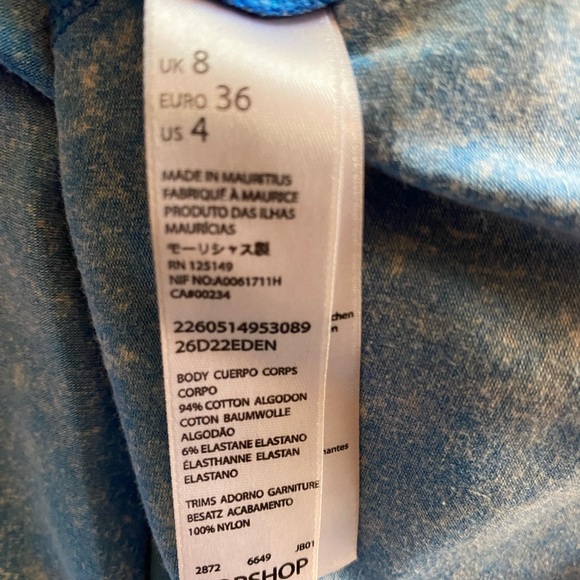 UK 8
EURO 36
US 4
MADE IN MAURITIUS
FABRIQUÉ À MAURICE
PRODUTO DAS ILHAS
MAURÍCIAS
モーリシャス製
RN 125149
NIF NO:A0061711H
CA#00234
2260514953089
26D22EDEN
BODY CUERPO CORPS
CORPO
94% COTTON ALGODON
COTON BAUMWOLLE
ALGODÃO
6% ELASTANE ELASTANO
ÉLASTHANNE ELASTAN
ELASTANO
TRIMS ADORNO GARNITURE
BESATZ ACABAMENTO
100% NYLON
2872 6649 JB01